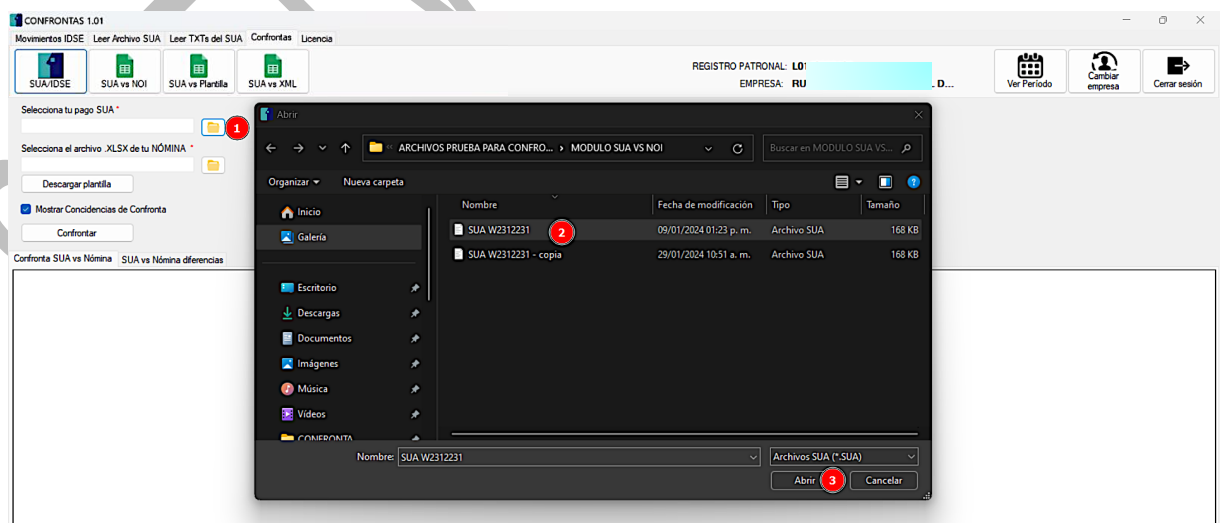 CONFRONTAS 1.01
Movimientos IDSE Leer Archivo SUA Leer TXTs del SUA Confrontas Licencia
SUA/IDSE SUA vs NOI SUA vs Plantilla SUA vs XML
REGISTRO PATRONAL: L01
EMPRESA: RU D...
Ver Periodo Cambiar empresa Cerrar sesión
Selecciona tu pago SUA *
1
Selecciona el archivo .XLSX de tu NÓMINA *
Descargar plantilla
Mostrar Concidencias de Confronta
Confrontar
Confronta SUA vs Nómina SUA vs Nómina diferencias
Abrir
« ARCHIVOS PRUEBA PARA CONFRO... › MODULO SUA VS NOI
Buscar en MODULO SUA VS...
Organizar Nueva carpeta
Nombre Fecha de modificación Tipo Tamaño
SUA W2312231 2 09/01/2024 01:23 p. m. Archivo SUA 168 KB
SUA W2312231 - copia 29/01/2024 10:51 a. m. Archivo SUA 168 KB
Inicio
Galería
Escritorio
Descargas
Documentos
Imágenes
Música
Vídeos
CONFRONTA
Nombre: SUA W2312231 Archivos SUA (*.SUA)
Abrir 3 Cancelar